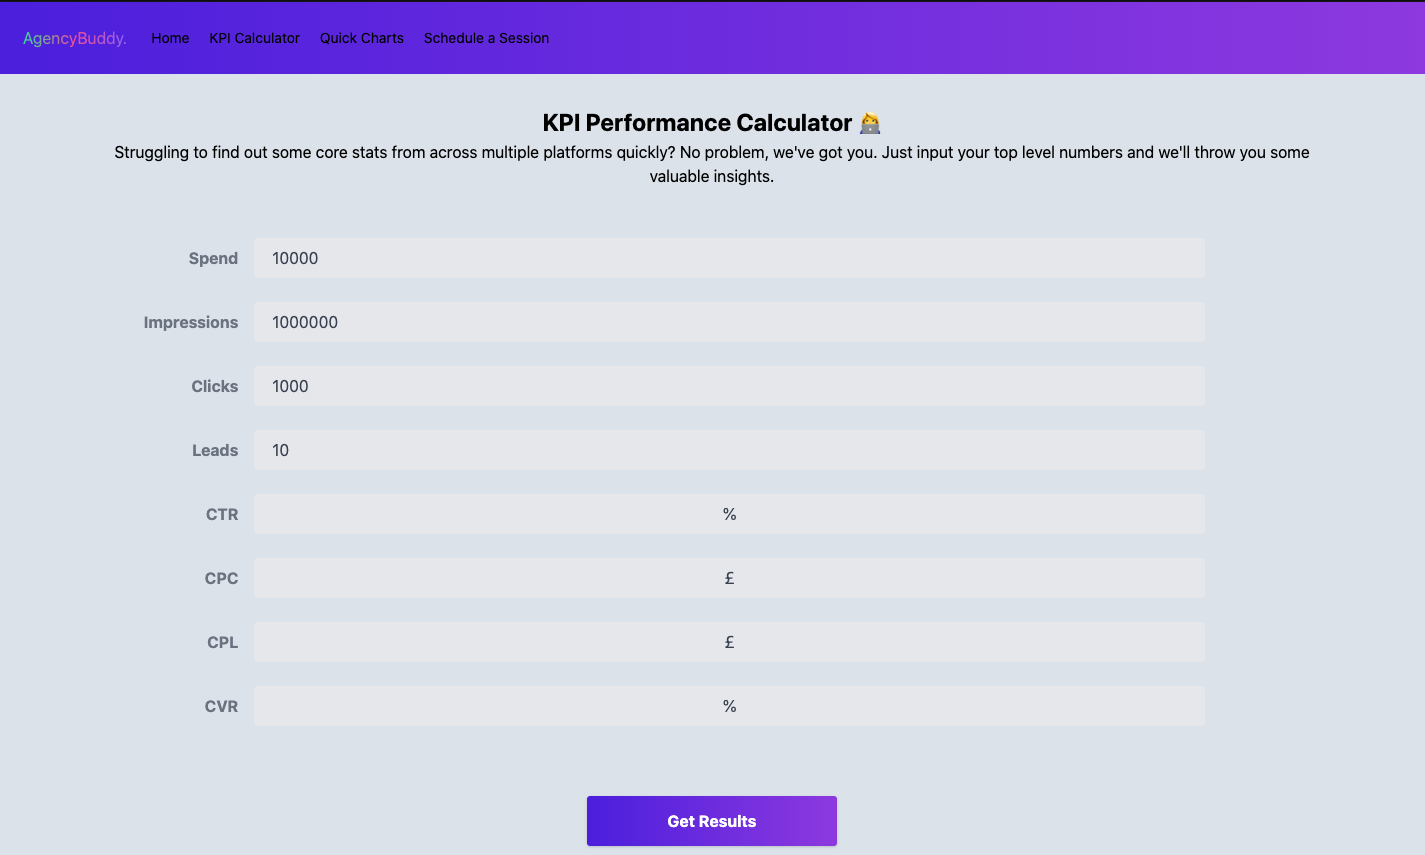 AgencyBuddy. Home KPI Calculator Quick Charts Schedule a Session
KPI Performance Calculator
Struggling to find out some core stats from across multiple platforms quickly? No problem, we've got you. Just input your top level numbers and we'll throw you some
valuable insights.
Spend 10000
Impressions 1000000
Clicks 1000
Leads 10
CTR %
CPC £
CPL £
CVR %
Get Results